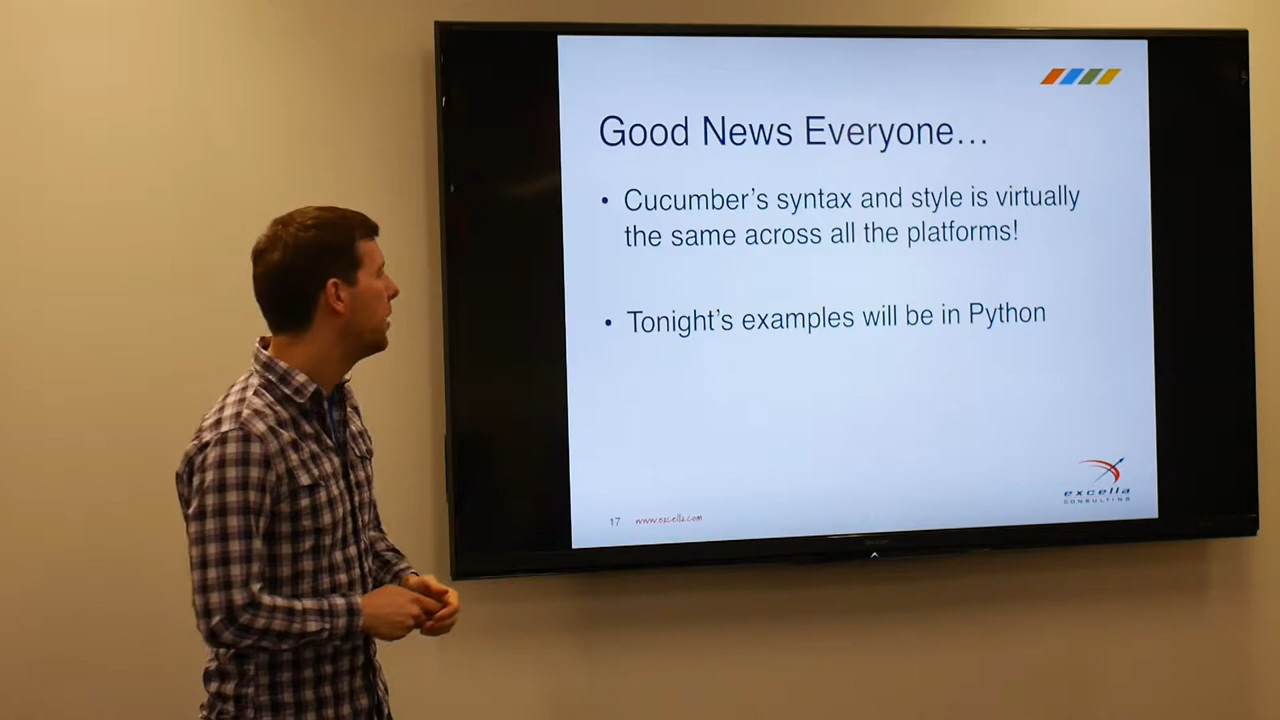 Good News Everyone…
• Cucumber's syntax and style is virtually
the same across all the platforms!
• Tonight's examples will be in Python
excella
CONSULTING
17 www.excella.com